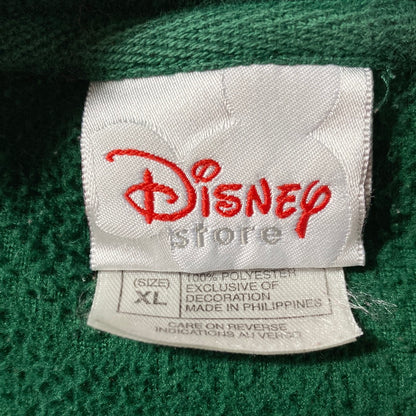 Disney
store
(SIZE)
XL
100% POLYESTER
EXCLUSIVE OF
DECORATION
MADE IN PHILIPPINES
CARE ON REVERSE
INDICATIONS AU VERSO